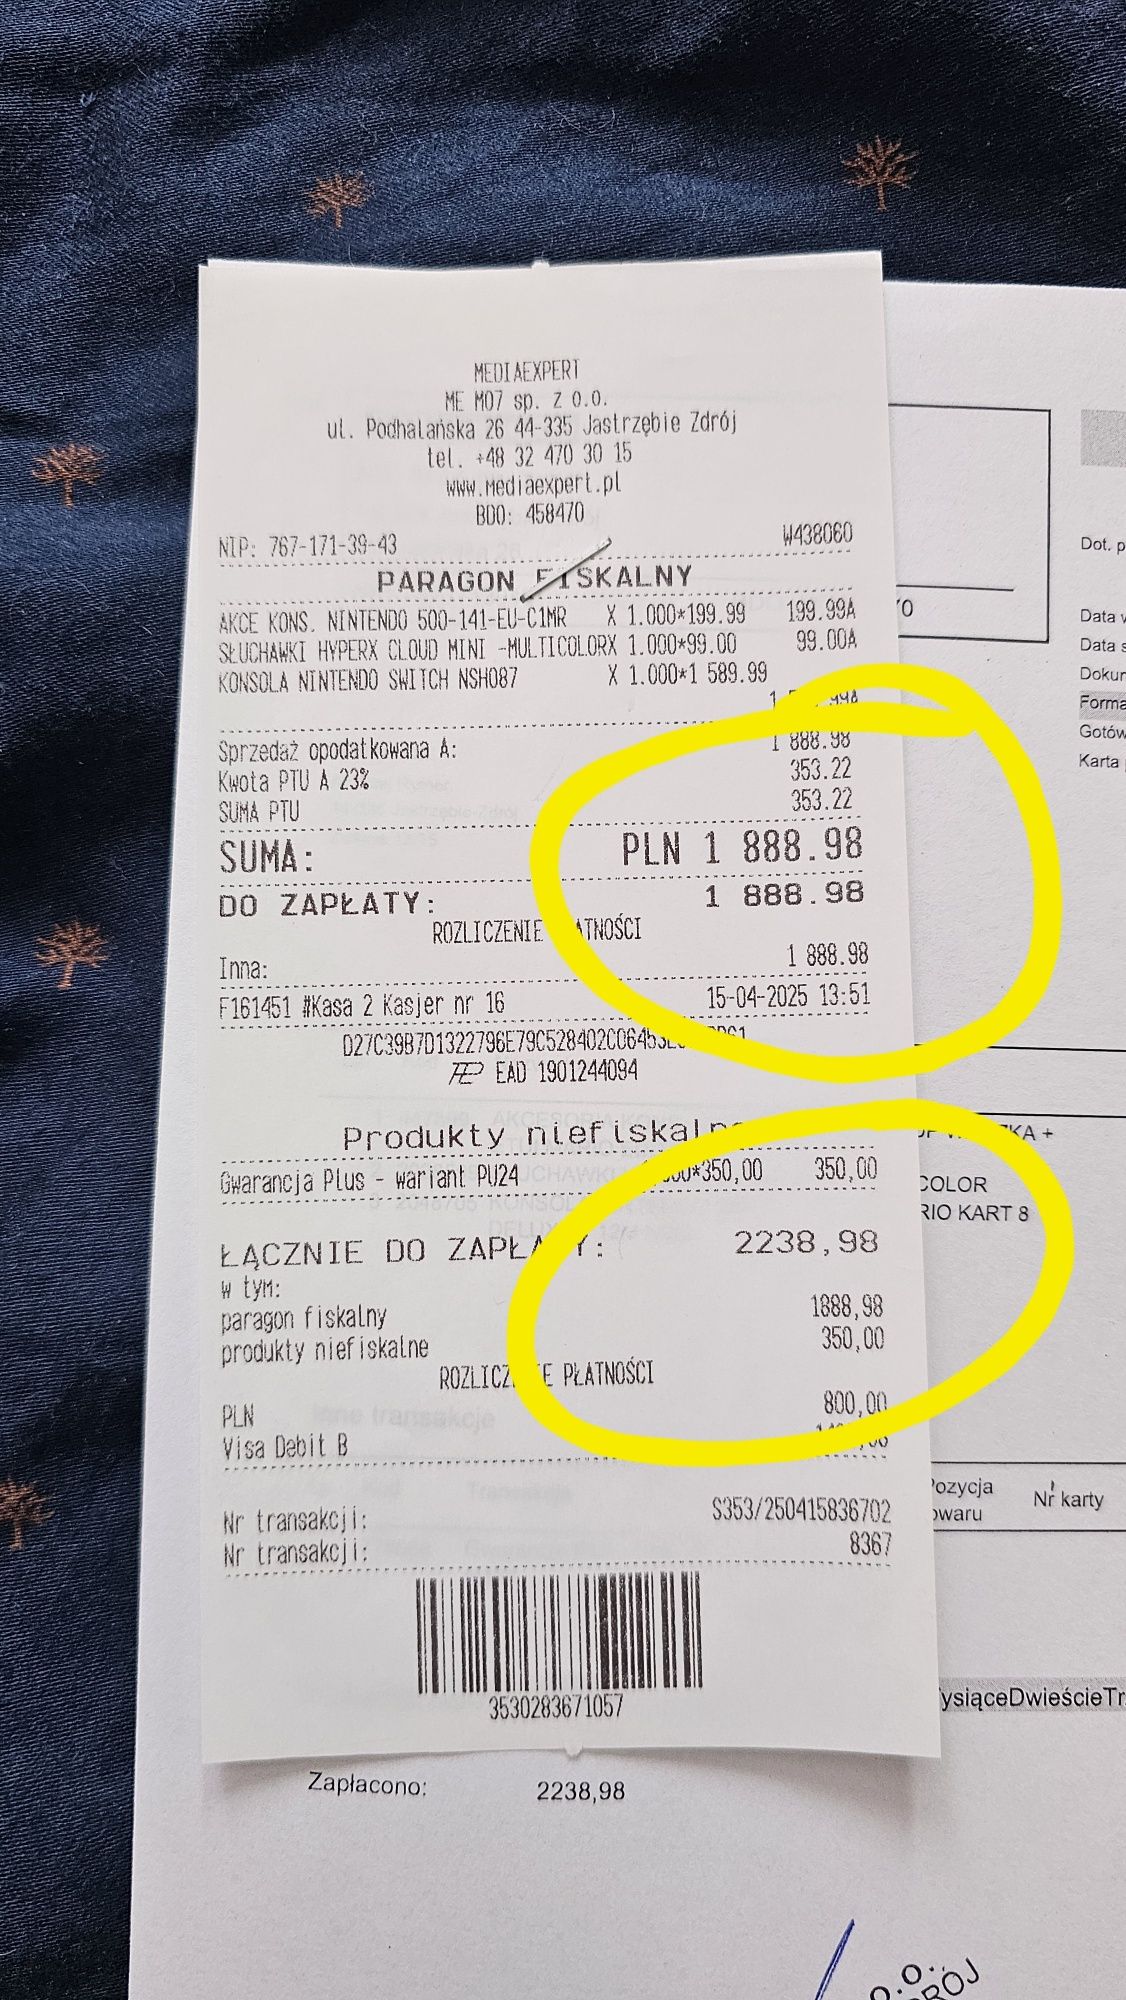 MEDIAEXPERT
ME M07 sp. z o.o.
ul. Podhalańska 26 44-335 Jastrzębie Zdrój
tel. +48 32 470 30 15
www.mediaexpert.pl
BDO: 458470
NIP: 767-171-39-43 W438060
PARAGON FISKALNY
AKCE KONS. NINTENDO 500-141-EU-C1MR X 1.000*199.99 199.99A
SŁUCHAWKI HYPERX CLOUD MINI -MULTICOLORX 1.000*99.00 99.00A
KONSOLA NINTENDO SWITCH NSH087 X 1.000*1 589.99
Sprzedaż opodatkowana A: 1 888.98
Kwota PTU A 23% 353.22
SUMA PTU 353.22
SUMA: PLN 1 888.98
DO ZAPŁATY: 1 888.98
ROZLICZENIE PŁATNOŚCI
Inna: 1 888.98
F161451 #Kasa 2 Kasjer nr 16 15-04-2025 13:51
EAD 1901244094
Produkty niefiskalne
Gwarancja Plus - wariant PU24 350,00 350,00
ŁĄCZNIE DO ZAPŁATY: 2238,98
w tym:
paragon fiskalny 1888,98
produkty niefiskalne 350,00
ROZLICZENIE PŁATNOŚCI
PLN 800,00
Visa Debit B
Nr transakcji: S353/250415836702
Nr transakcji: 8367
3530283671057
Zapłacono: 2238,98
Dot. p
Data
Data s
Dokum
Forma
Gotów
Karta
KA +
COLOR
RIO KART 8
Pozycja
owaru
Nr karty
ysiąceDwieścieTr
o.o.
RÓJ